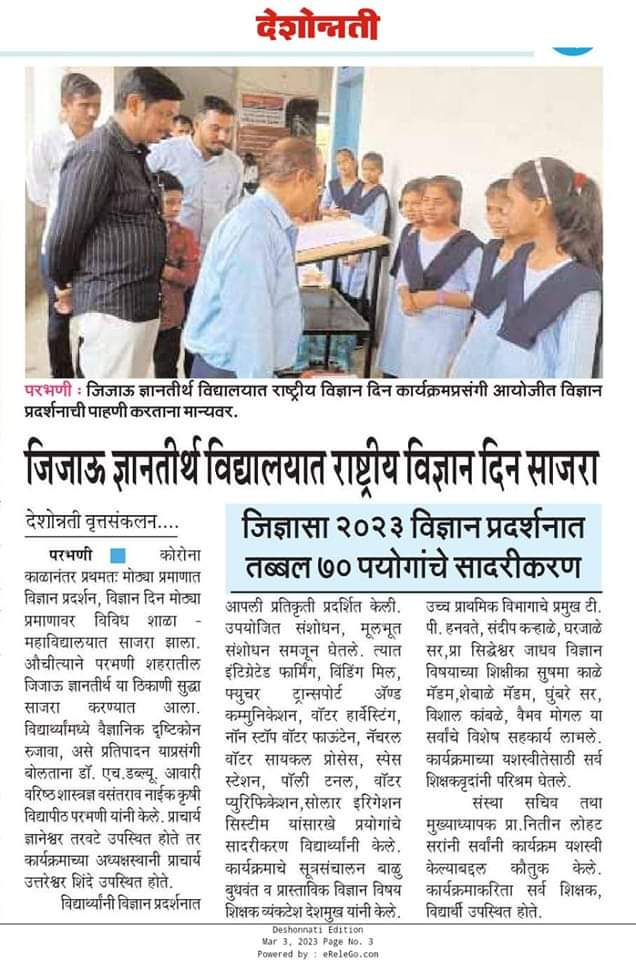 देशोन्नती
परभणी : जिजाऊ ज्ञानतीर्थ विद्यालयात राष्ट्रीय विज्ञान दिन कार्यक्रमप्रसंगी आयोजीत विज्ञान
प्रदर्शनाची पाहणी करताना मान्यवर.
जिजाऊ ज्ञानतीर्थ विद्यालयात राष्ट्रीय विज्ञान दिन साजरा
देशोन्नती वृत्तसंकलन....
जिज्ञासा २०२३ विज्ञान प्रदर्शनात
तब्बल ७० पयोगांचे सादरीकरण
परभणी कोरोना
काळानंतर प्रथमतः मोठ्या प्रमाणात
विज्ञान प्रदर्शन, विज्ञान दिन मोठ्या
प्रमाणावर विविध शाळा -
महाविद्यालयात साजरा झाला.
औचीत्याने परभणी शहरातील
जिजाऊ ज्ञानतीर्थ या ठिकाणी सुद्धा
साजरा करण्यात आला.
विद्यार्थ्यांमध्ये वैज्ञानिक दृष्टिकोन
रुजावा, असे प्रतिपादन याप्रसंगी
बोलताना डॉ. एच.डब्ल्यू. आवारी
वरिष्ठ शास्त्रज्ञ वसंतराव नाईक कृषी
विद्यापीठ परभणी यांनी केले. प्राचार्य
ज्ञानेश्वर तरवटे उपस्थित होते तर
कार्यक्रमाच्या अध्यक्षस्थानी प्राचार्य
उत्तरेश्वर शिंदे उपस्थित होते.
विद्यार्थ्यांनी विज्ञान प्रदर्शनात
आपली प्रतिकृती प्रदर्शित केली.
उपयोजित संशोधन, मूलभूत
संशोधन समजून घेतले. त्यात
इंटिग्रेटेड फार्मिंग, विंडिंग मिल,
फ्युचर ट्रान्सपोर्ट ॲण्ड
कम्युनिकेशन, वॉटर हार्वेस्टिंग,
नॉन स्टॉप वॉटर फाऊंटेन, नॅचरल
वॉटर सायकल प्रोसेस, स्पेस
स्टेशन, पॉली टनल, वॉटर
प्युरिफिकेशन,सोलार इरिगेशन
सिस्टीम यांसारखे प्रयोगांचे
सादरीकरण विद्यार्थ्यांनी केले.
कार्यक्रमाचे सूत्रसंचालन बाळु
बुधवंत व प्रास्ताविक विज्ञान विषय
शिक्षक व्यंकटेश देशमुख यांनी केले.
उच्च प्राथमिक विभागाचे प्रमुख टी.
पी. हनवते, संदीप कऱ्हाळे, घरजाळे
सर,प्रा सिद्धेश्वर जाधव विज्ञान
विषयाच्या शिक्षीका सुषमा काळे
मॅडम,शेबाळे मॅडम, घुंबरे सर,
विशाल कांबळे, वैभव मोगल या
सर्वांचे विशेष सहकार्य लाभले.
कार्यक्रमाच्या यशस्वीतेसाठी सर्व
शिक्षकवृदांनी परिश्रम घेतले.
संस्था सचिव तथा
मुख्याध्यापक प्रा.नितीन लोहट
सरांनी सर्वांनी कार्यक्रम यशस्वी
केल्याबद्दल कौतुक केले.
कार्यक्रमाकरिता सर्व शिक्षक,
विद्यार्थी उपस्थित होते.
Deshonnati Edition
Mar 3, 2023 Page No. 3
Powered by : eReleGo.com